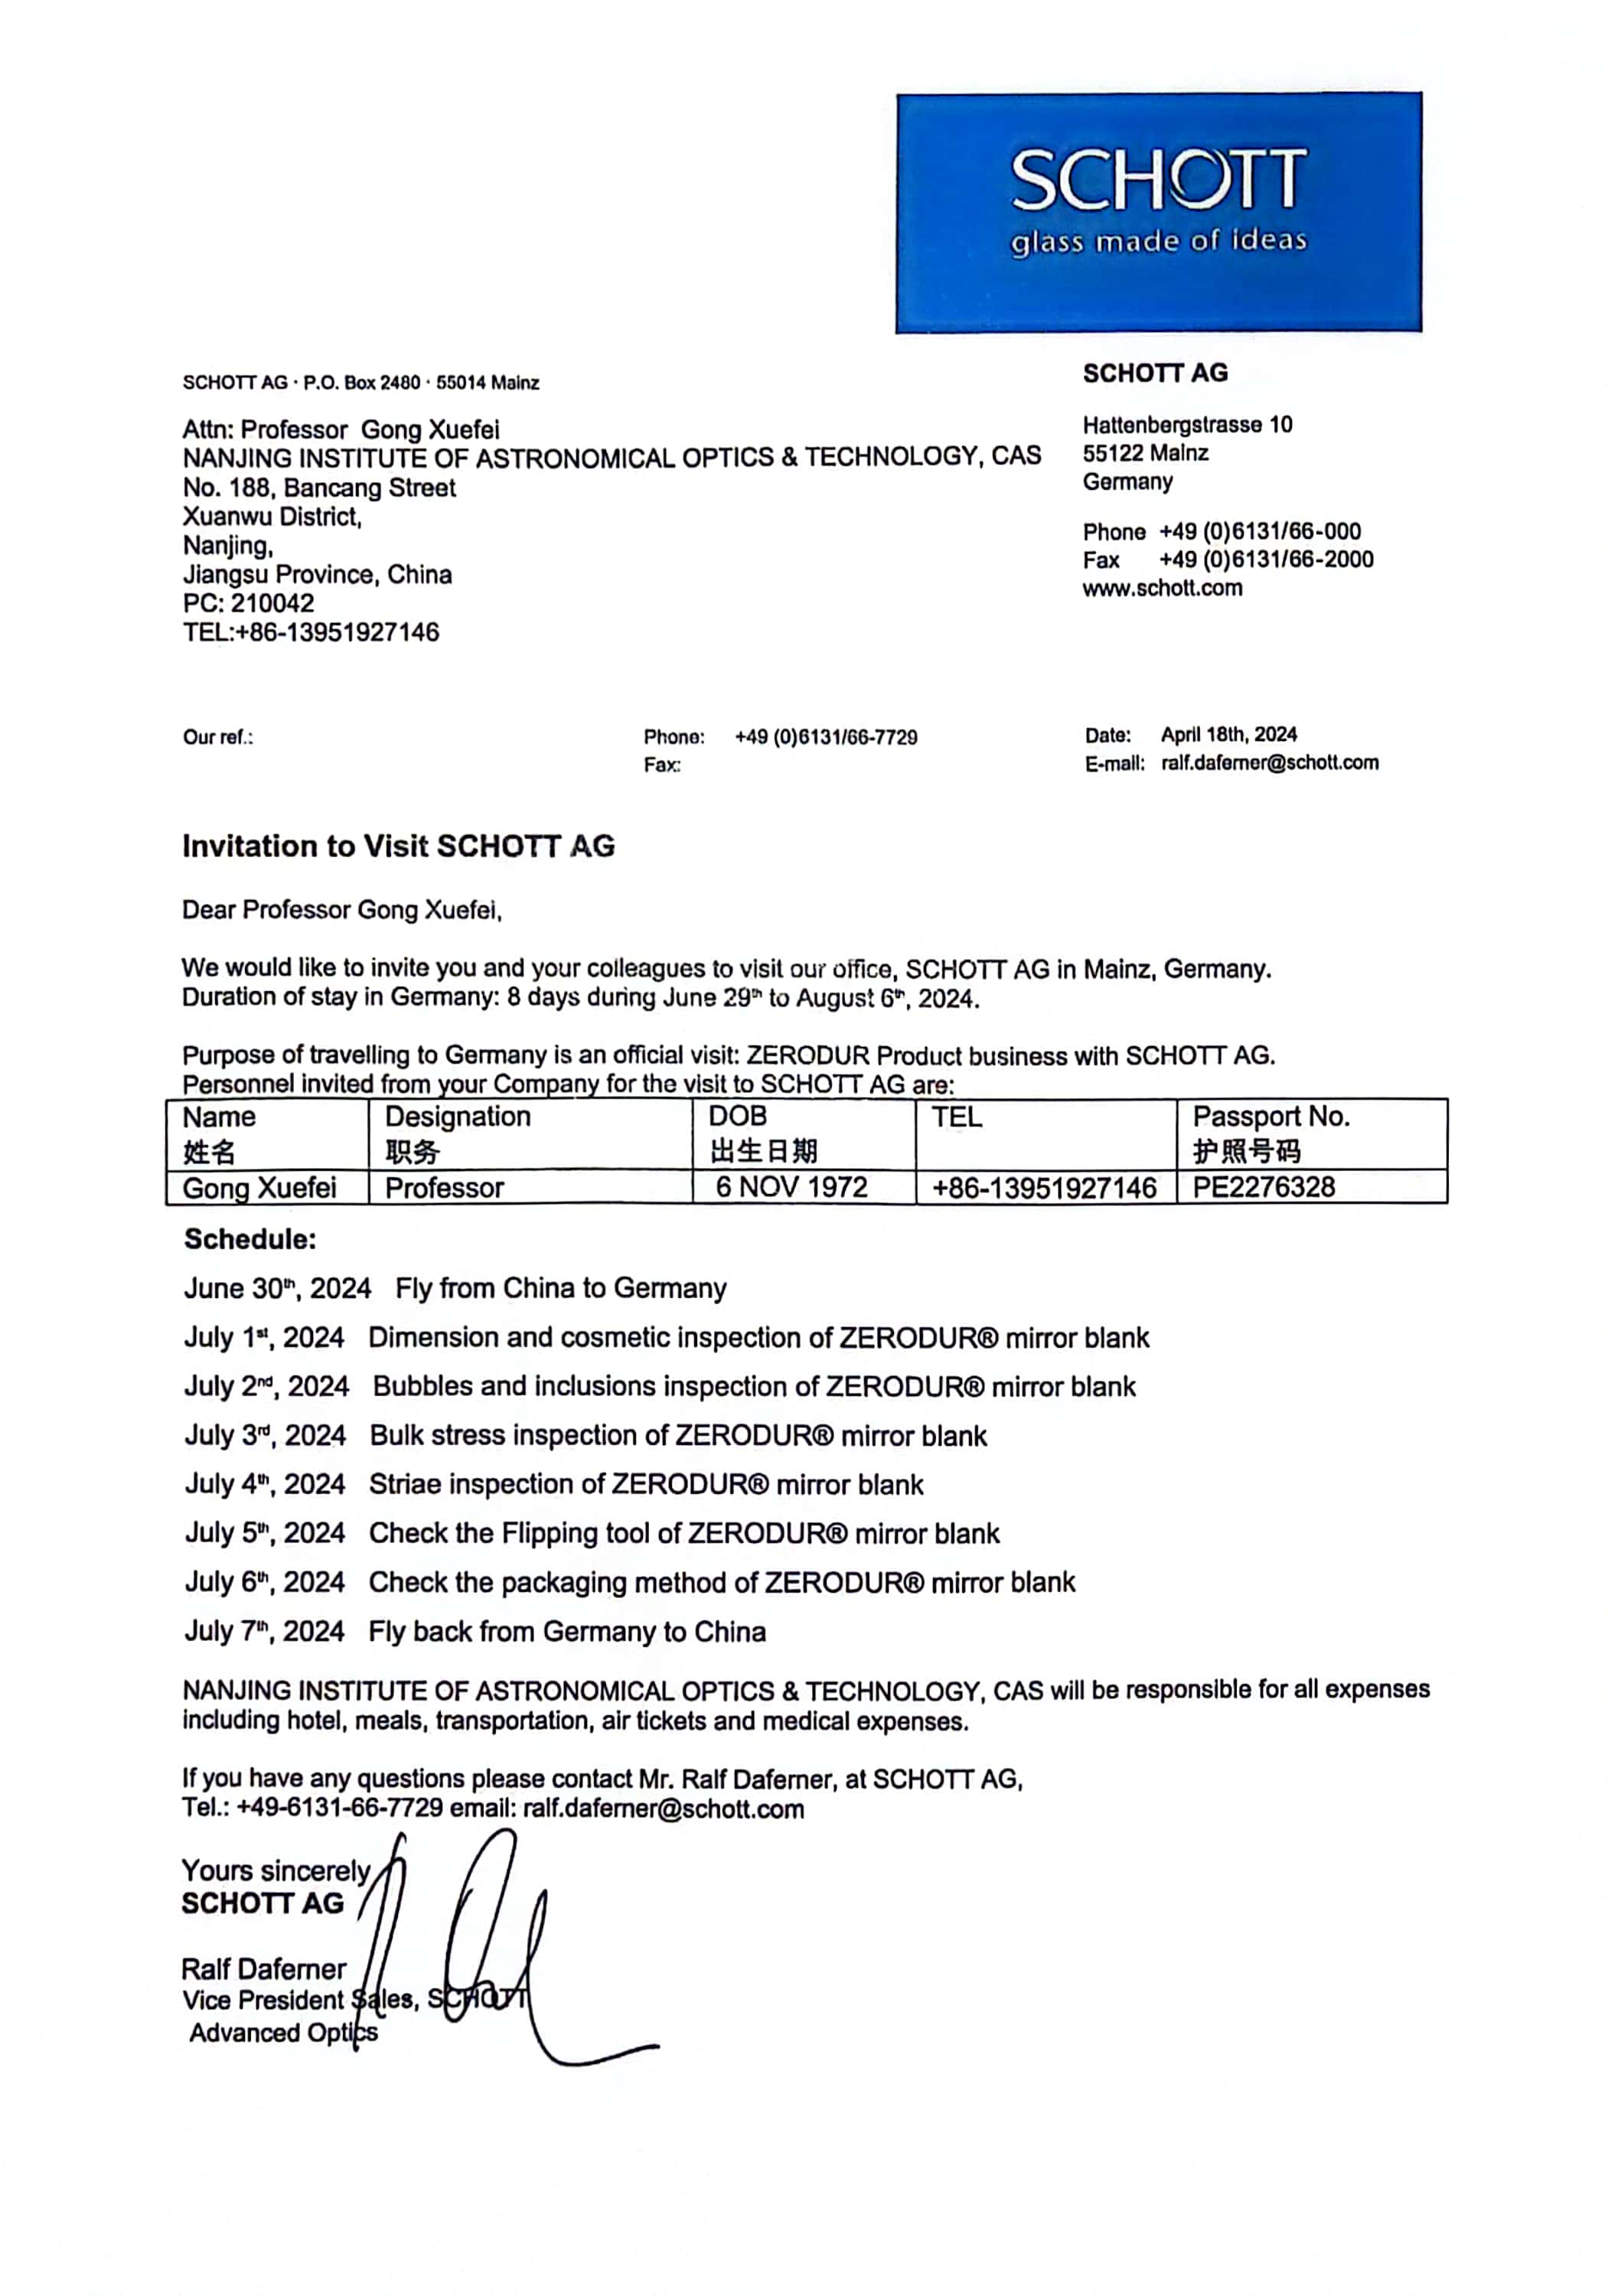 SCHOTT
glass made of ideas
SCHOTT AG · P.O. Box 2480 · 55014 Mainz
SCHOTT AG
Attn: Professor Gong Xuefei
NANJING INSTITUTE OF ASTRONOMICAL OPTICS & TECHNOLOGY, CAS
No. 188, Bancang Street
Xuanwu District,
Nanjing,
Jiangsu Province, China
PC: 210042
TEL:+86-13951927146
Hattenbergstrasse 10
55122 Mainz
Germany
Phone +49 (0)6131/66-000
Fax +49 (0)6131/66-2000
www.schott.com
Our ref.:
Phone: +49 (0)6131/66-7729
Fax:
Date: April 18th, 2024
E-mail: ralf.daferner@schott.com
Invitation to Visit SCHOTT AG
Dear Professor Gong Xuefei,
We would like to invite you and your colleagues to visit our office, SCHOTT AG in Mainz, Germany.
Duration of stay in Germany: 8 days during June 29th to August 6th, 2024.
Purpose of travelling to Germany is an official visit: ZERODUR Product business with SCHOTT AG.
Personnel invited from your Company for the visit to SCHOTT AG are:
Name Designation DOB TEL Passport No.
姓名 职务 出生日期 护照号码
Gong Xuefei Professor 6 NOV 1972 +86-13951927146 PE2276328
Schedule:
June 30th, 2024 Fly from China to Germany
July 1st, 2024 Dimension and cosmetic inspection of ZERODUR® mirror blank
July 2nd, 2024 Bubbles and inclusions inspection of ZERODUR® mirror blank
July 3rd, 2024 Bulk stress inspection of ZERODUR® mirror blank
July 4th, 2024 Striae inspection of ZERODUR® mirror blank
July 5th, 2024 Check the Flipping tool of ZERODUR® mirror blank
July 6th, 2024 Check the packaging method of ZERODUR® mirror blank
July 7th, 2024 Fly back from Germany to China
NANJING INSTITUTE OF ASTRONOMICAL OPTICS & TECHNOLOGY, CAS will be responsible for all expenses
including hotel, meals, transportation, air tickets and medical expenses.
If you have any questions please contact Mr. Ralf Daferner, at SCHOTT AG,
Tel.: +49-6131-66-7729 email: ralf.daferner@schott.com
Yours sincerely
SCHOTT AG
Ralf Daferner
Vice President Sales, SCHOTT
Advanced Optics